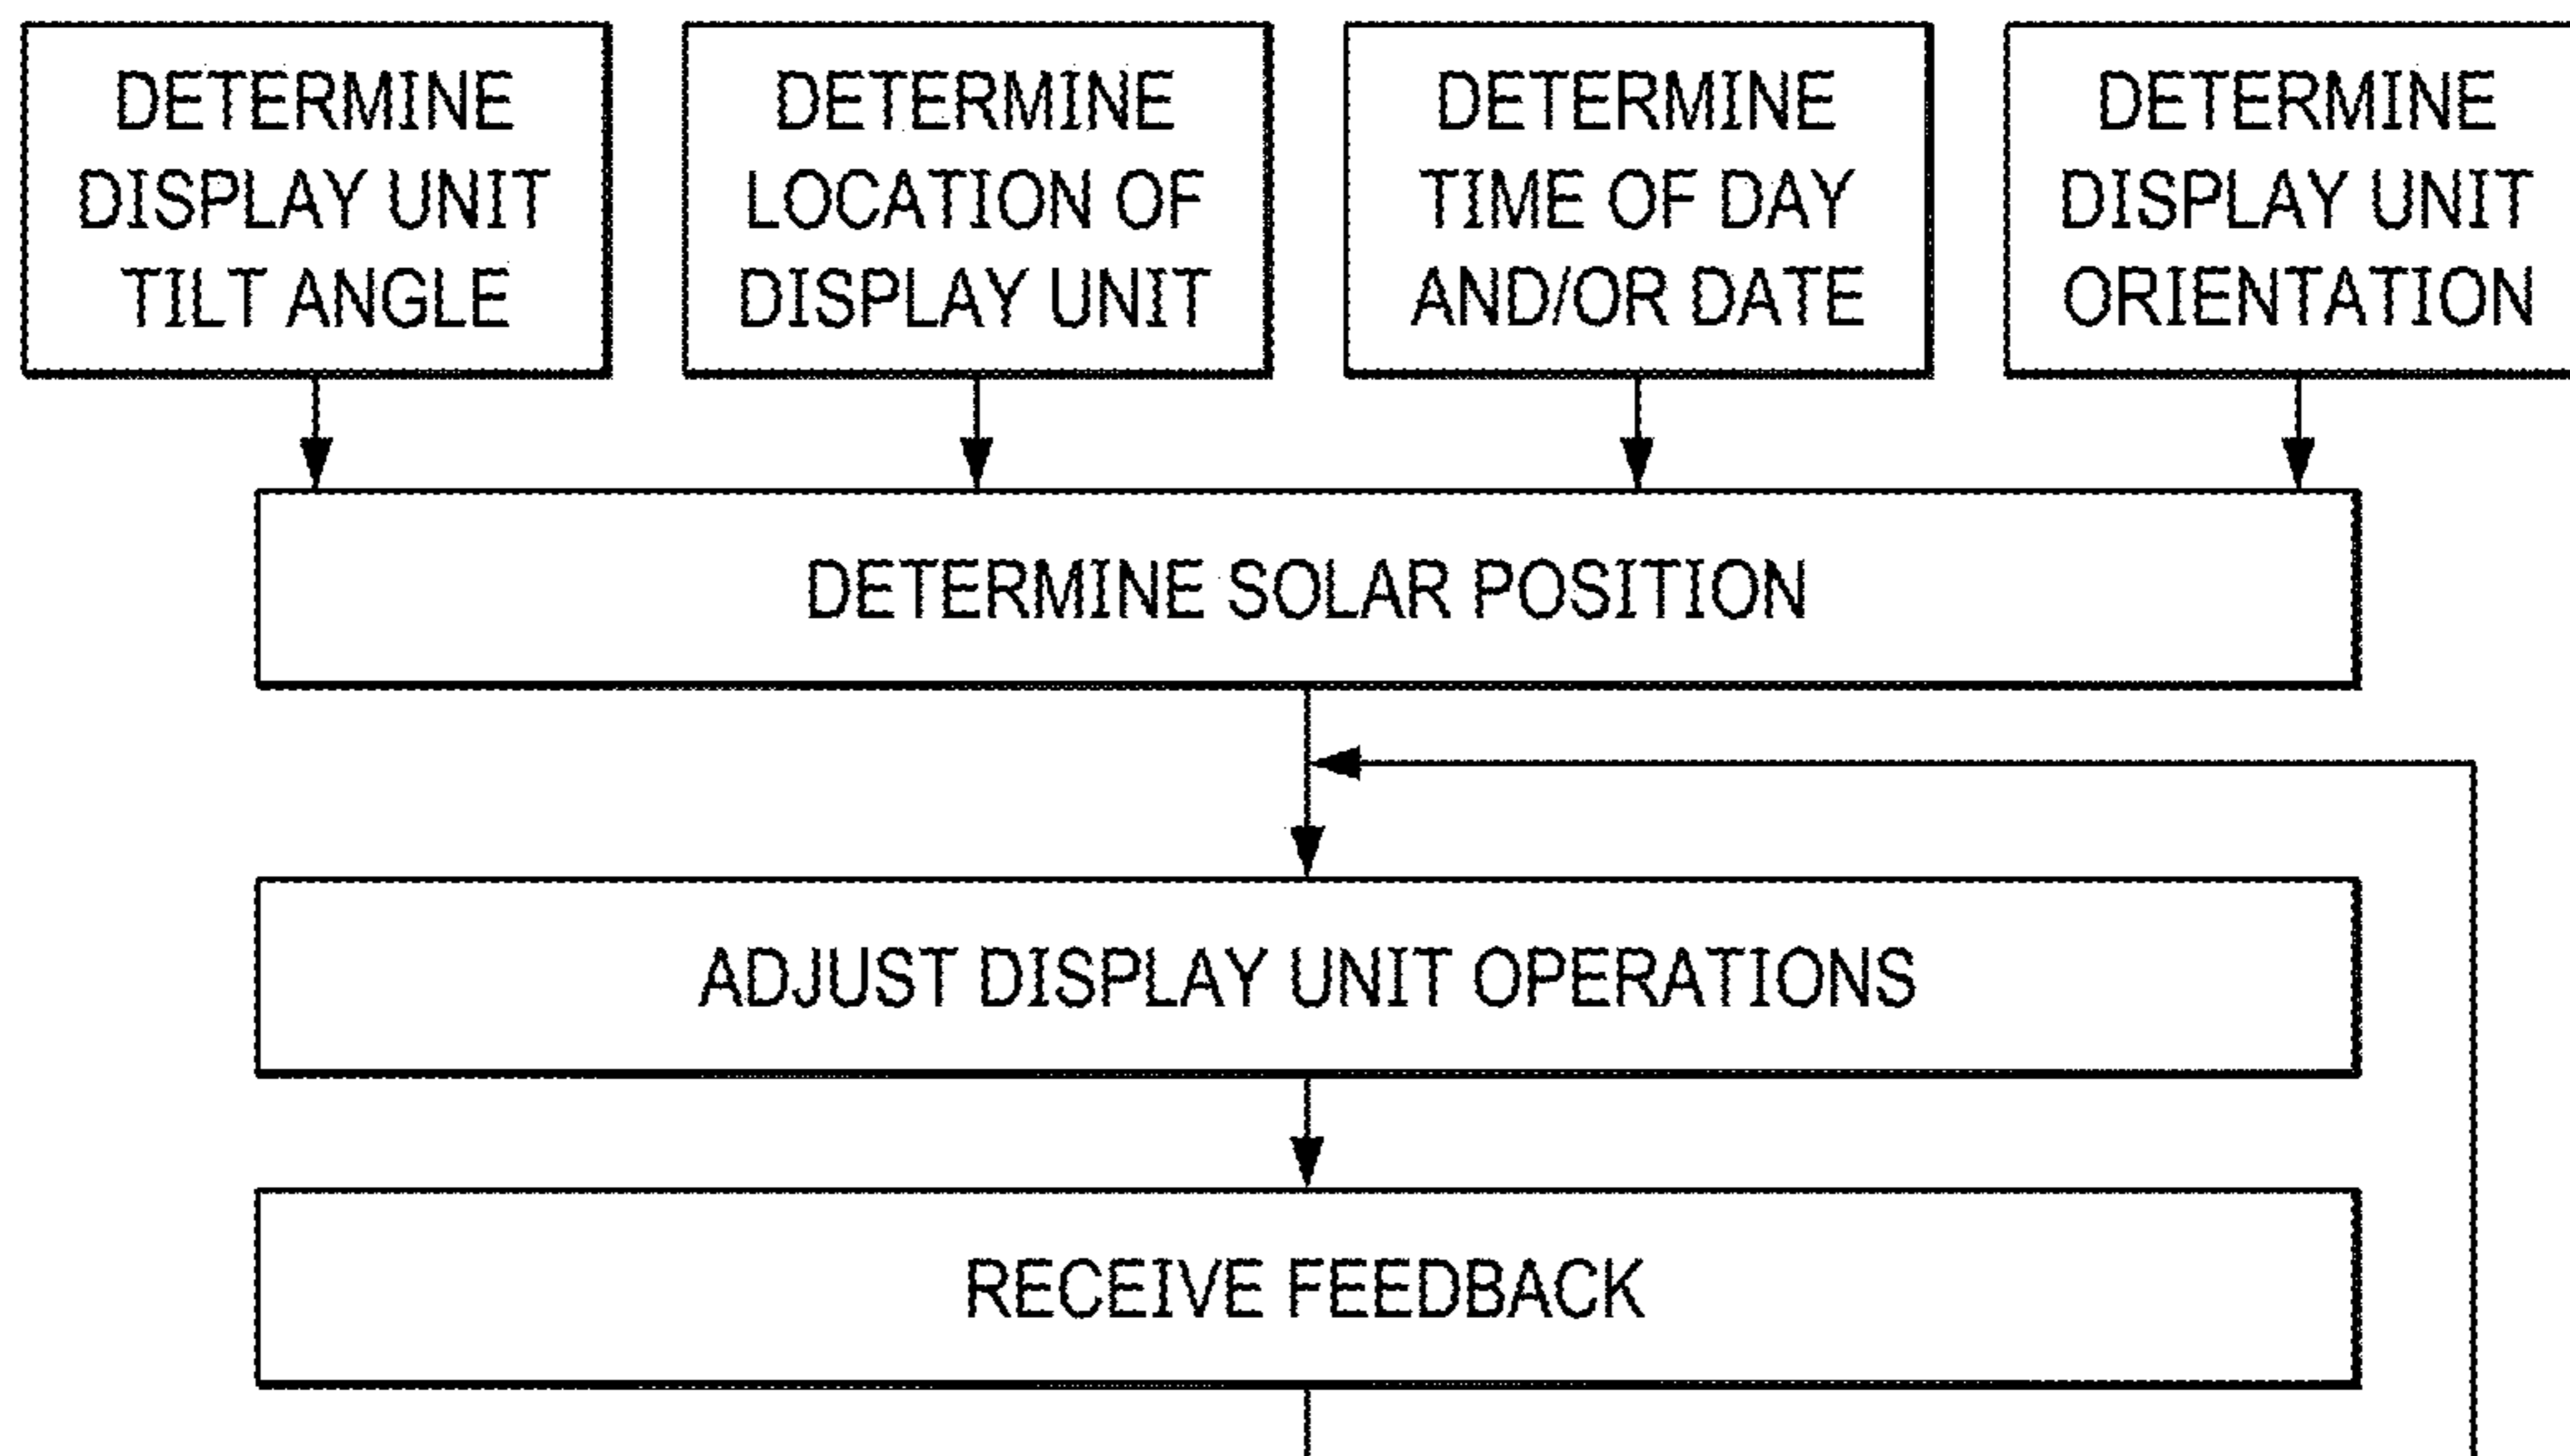 DETERMINE
DISPLAY UNIT
TILT ANGLE
DETERMINE
LOCATION OF
DISPLAY UNIT
DETERMINE
TIME OF DAY
AND/OR DATE
DETERMINE
DISPLAY UNIT
ORIENTATION
DETERMINE SOLAR POSITION
ADJUST DISPLAY UNIT OPERATIONS
RECEIVE FEEDBACK